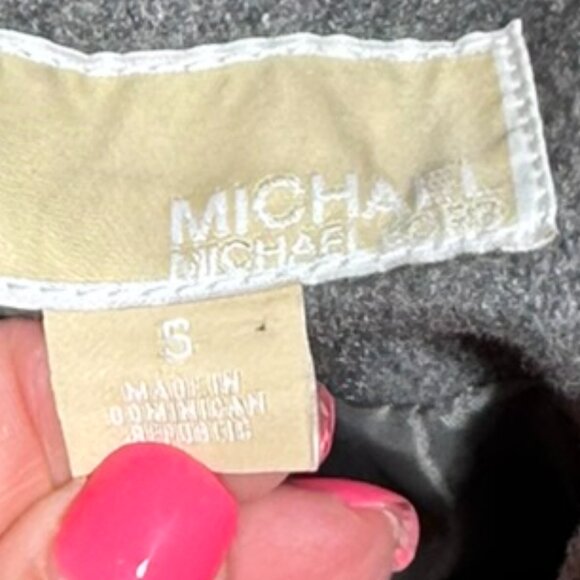 MICHAEL
MICHAEL KORS
S
MADE IN
DOMINICAN
REPUBLIC